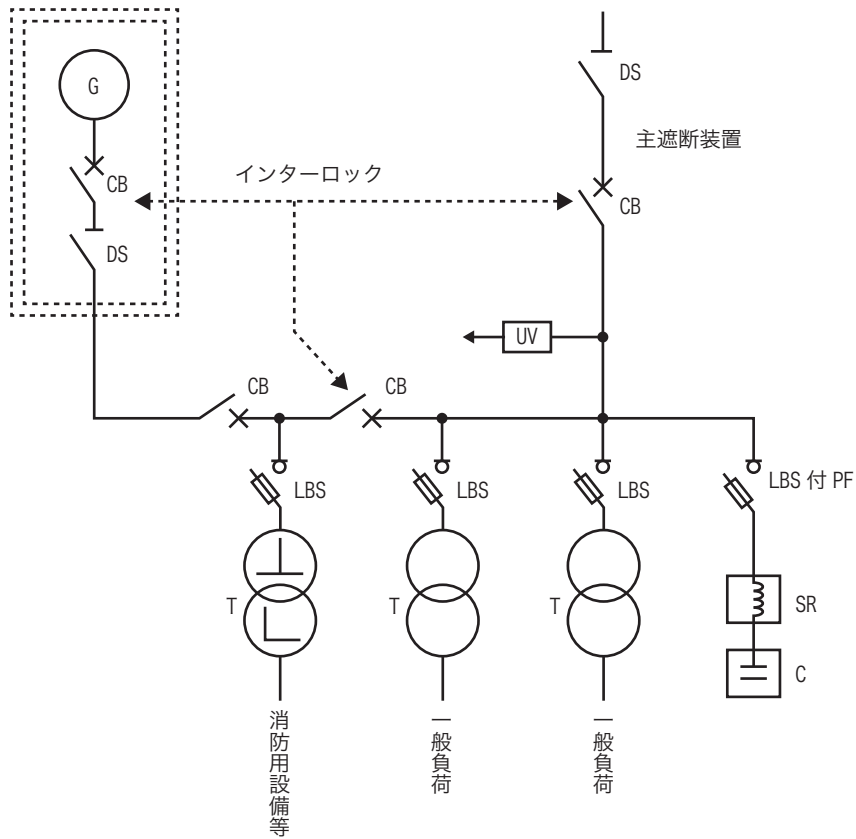 G
CB
DS
インターロック
DS
主遮断装置
CB
UV
CB
CB
LBS
LBS
LBS
LBS 付 PF
T
T
T
SR
C
消防用設備等
一般負荷
一般負荷